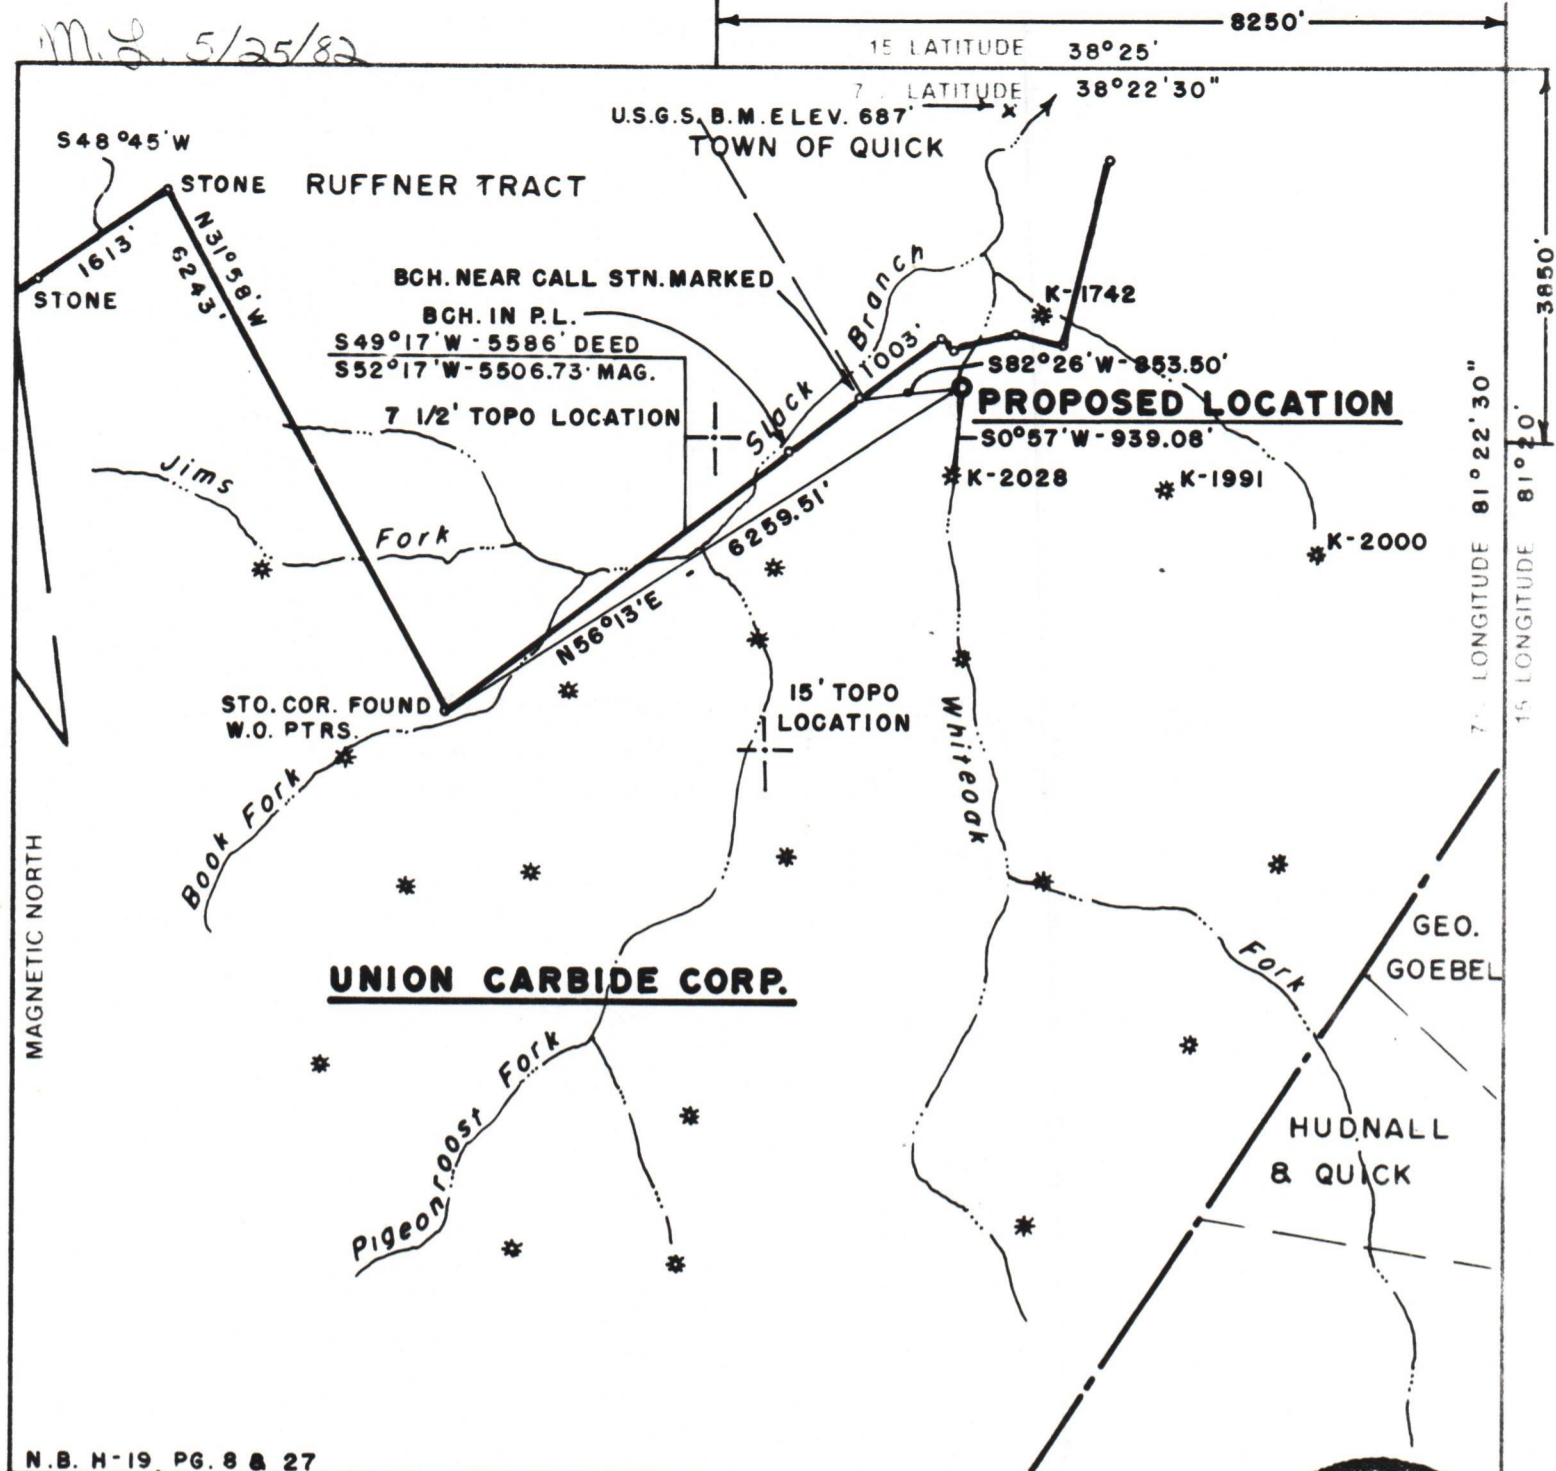 M.L. 5/25/82
8250'
15 LATITUDE 38°25'
7 LATITUDE 38°22'30"
U.S.G.S. B.M. ELEV. 687' x
TOWN OF QUICK
S48°45'W
STONE RUFFNER TRACT
N31°58'W
6243'
1613'
STONE
BCH. NEAR CALL STN. MARKED
BCH. IN P.L.
S49°17'W - 5586' DEED
S52°17'W - 5506.73' MAG.
7 1/2' TOPO LOCATION
Slack Branch
1003'
K-1742
3850'
S82°26'W - 853.50'
PROPOSED LOCATION
S0°57'W - 939.08'
K-2028
K-1991
K-2000
7 LONGITUDE 81°22'30"
15 LONGITUDE 81°20'
Jims Fork
6259.51'
N56°13'E
STO. COR. FOUND
W.O. PTRS.
15' TOPO
LOCATION
Whiteoak Fork
Book Fork
MAGNETIC NORTH
GEO.
GOEBEL
UNION CARBIDE CORP.
Pigeonroost Fork
HUDNALL
& QUICK
N.B. H-19 PG. 8 & 27